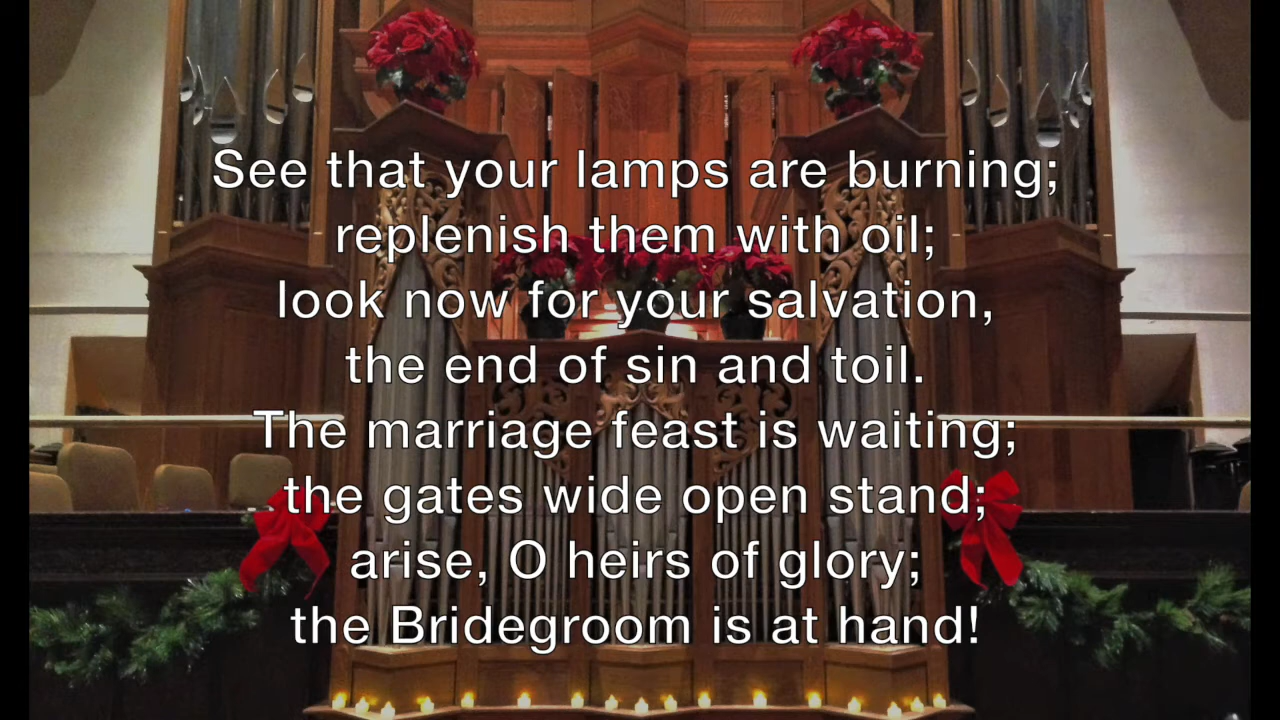 See that your lamps are burning;
replenish them with oil;
look now for your salvation,
the end of sin and toil.
The marriage feast is waiting;
the gates wide open stand;
arise, O heirs of glory;
the Bridegroom is at hand!